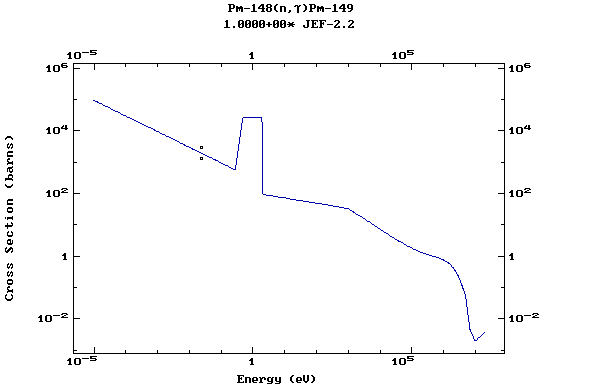 Pm-148(n,γ)Pm-149
1.0000+00* JEF-2.2
10⁻⁵ 1 10⁵
10⁶ 10⁶
10⁴ 10⁴
10² 10²
1 1
10⁻² 10⁻²
10⁻⁵ 1 10⁵
Cross Section (barns)
Energy (eV)